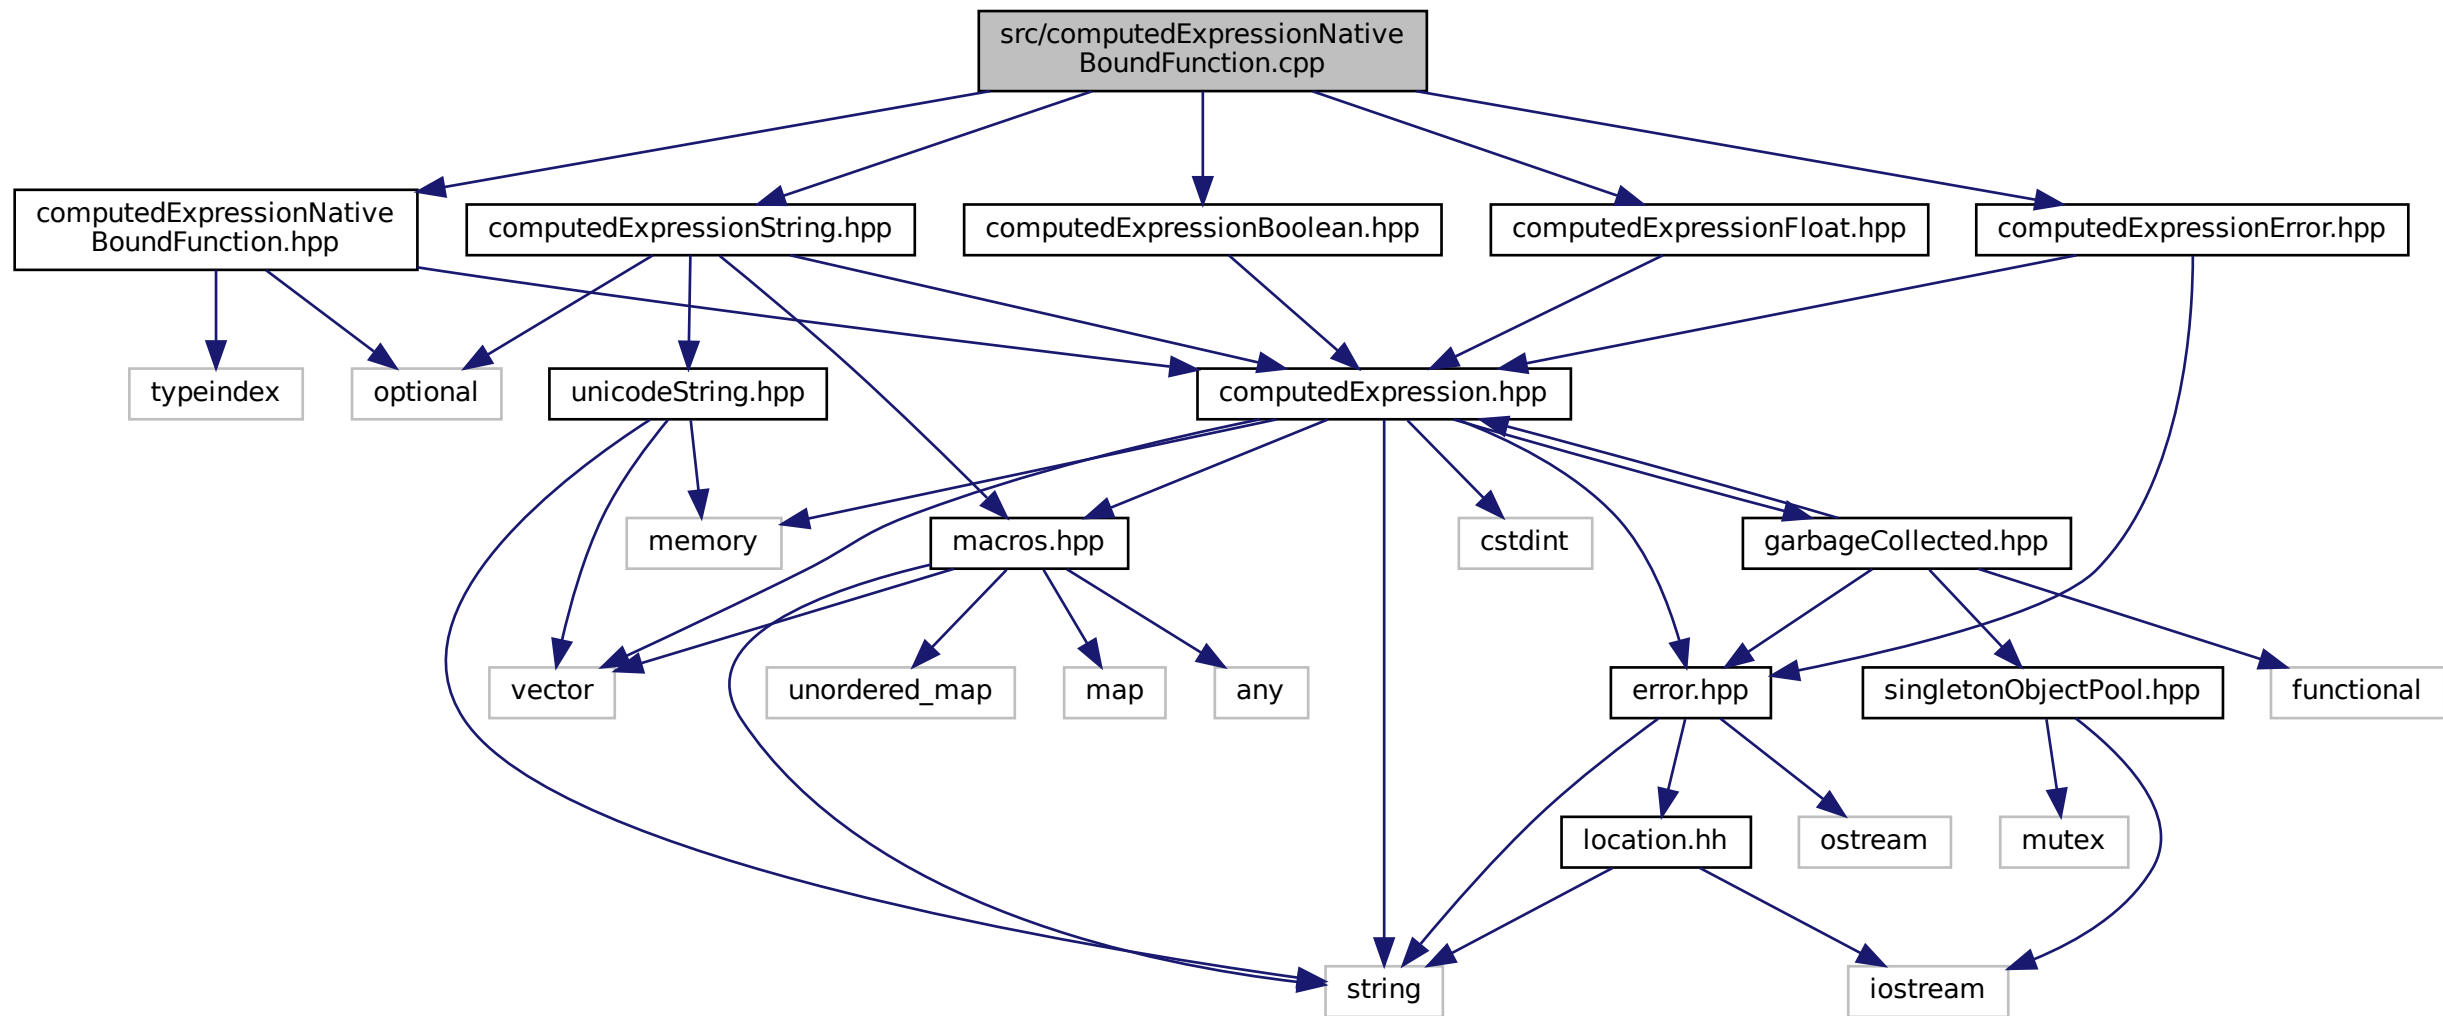 src/computedExpressionNative
BoundFunction.cpp
computedExpressionNative
BoundFunction.hpp
computedExpressionString.hpp
computedExpressionBoolean.hpp
computedExpressionFloat.hpp
computedExpressionError.hpp
typeindex
optional
unicodeString.hpp
computedExpression.hpp
memory
macros.hpp
cstdint
garbageCollected.hpp
vector
unordered_map
map
any
error.hpp
singletonObjectPool.hpp
functional
location.hh
ostream
mutex
string
iostream